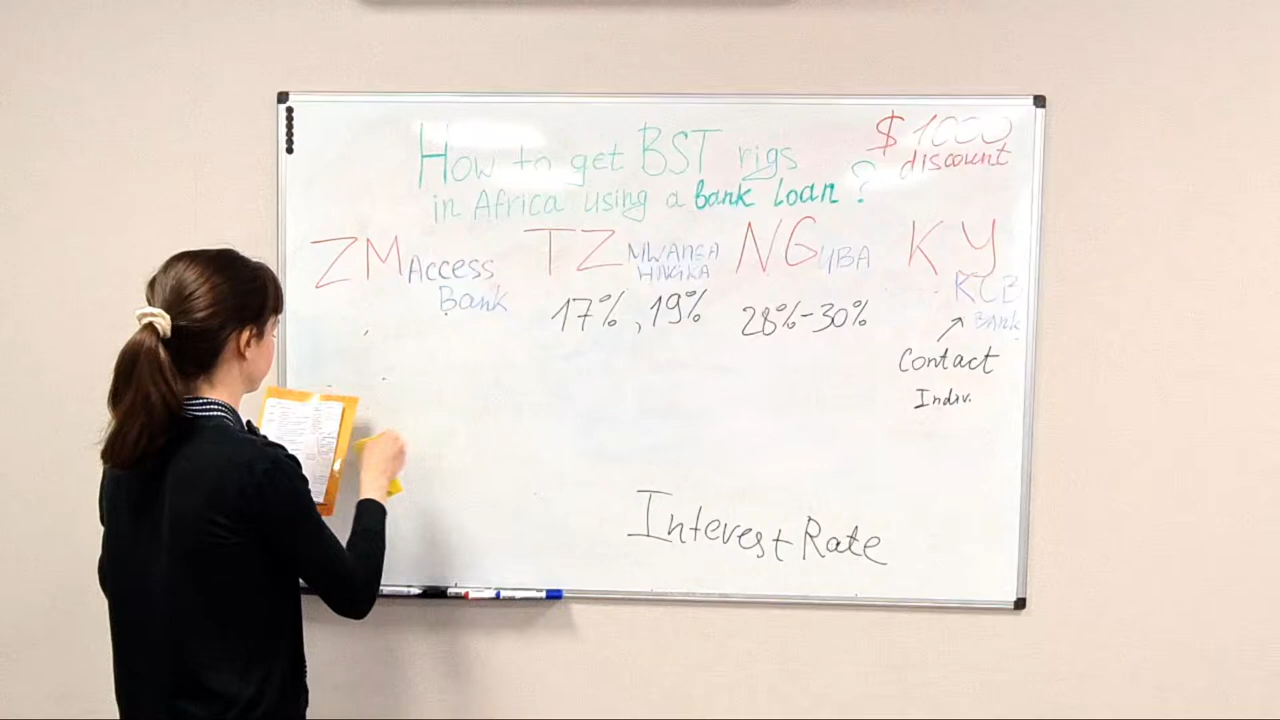 How to get BST rigs
in Africa using a bank loan?
$ 1000
discount
ZM Access
Bank
TZ MWANGA
HAKIKA
17%, 19%
NG UBA
28%-30%
KY
KCB
BANK
Contact
Indiv.
Interest Rate